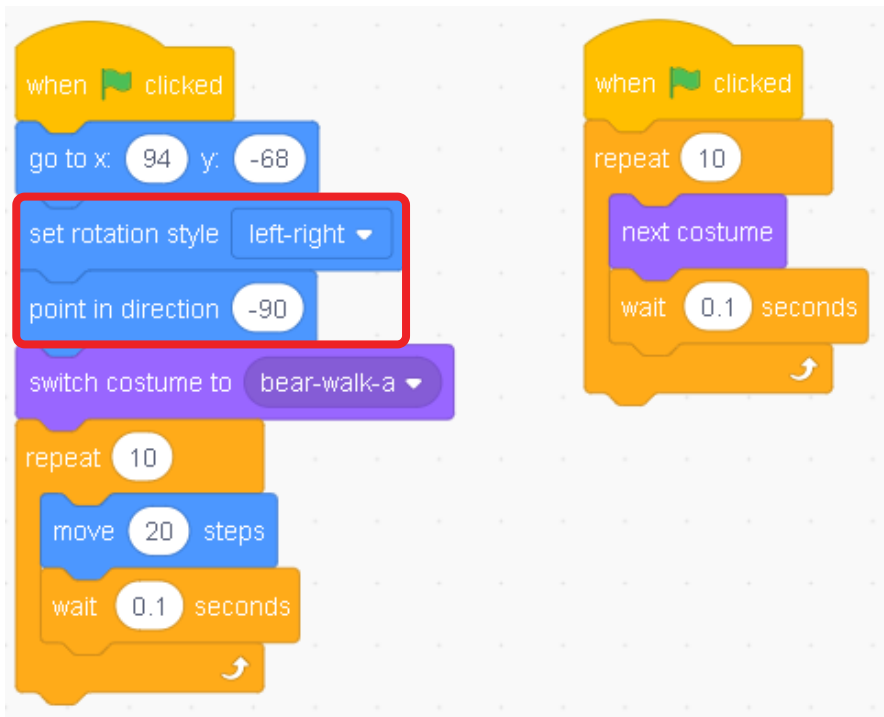 when clicked
go to x: 94 y: -68
set rotation style left-right
point in direction -90
switch costume to bear-walk-a
repeat 10
move 20 steps
wait 0.1 seconds
when clicked
repeat 10
next costume
wait 0.1 seconds